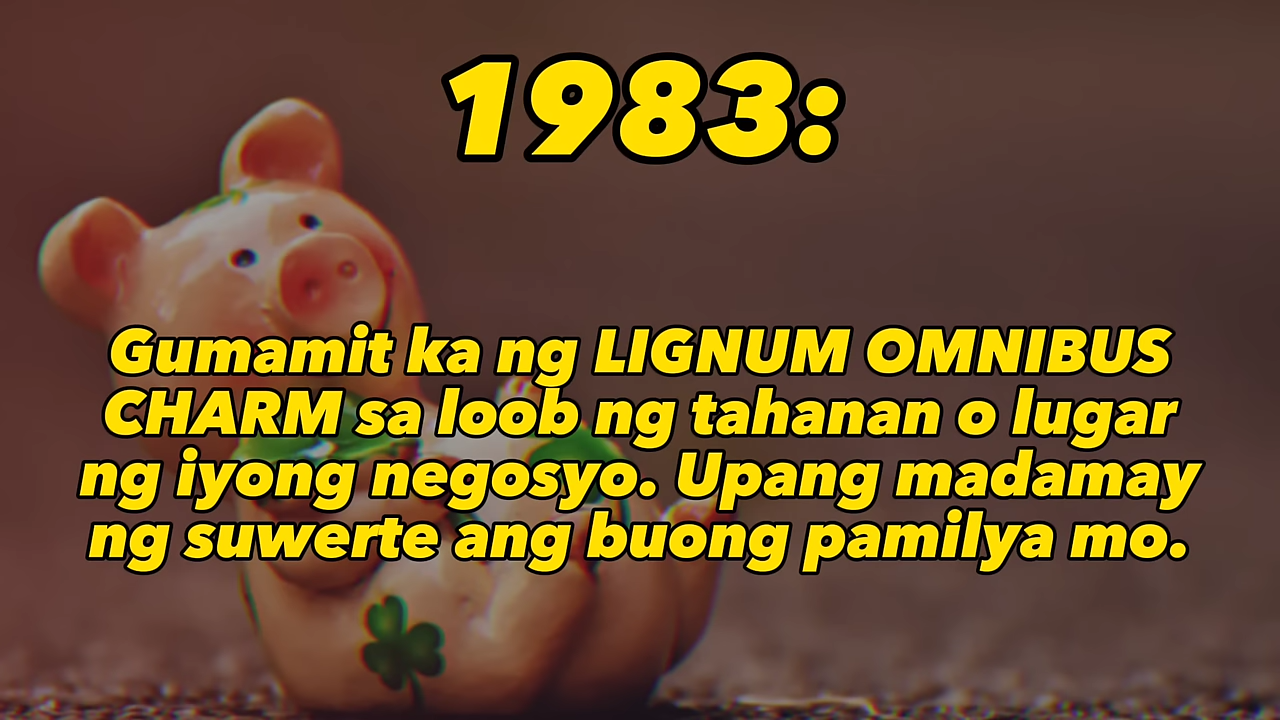 1983:
Gumamit ka ng LIGNUM OMNIBUS
CHARM sa loob ng tahanan o lugar
ng iyong negosyo. Upang madamay
ng suwerte ang buong pamilya mo.